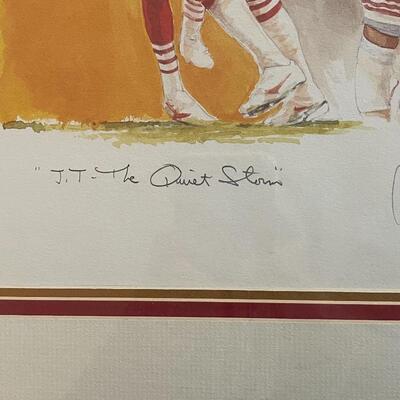 "J.T-The Quiet Storm"